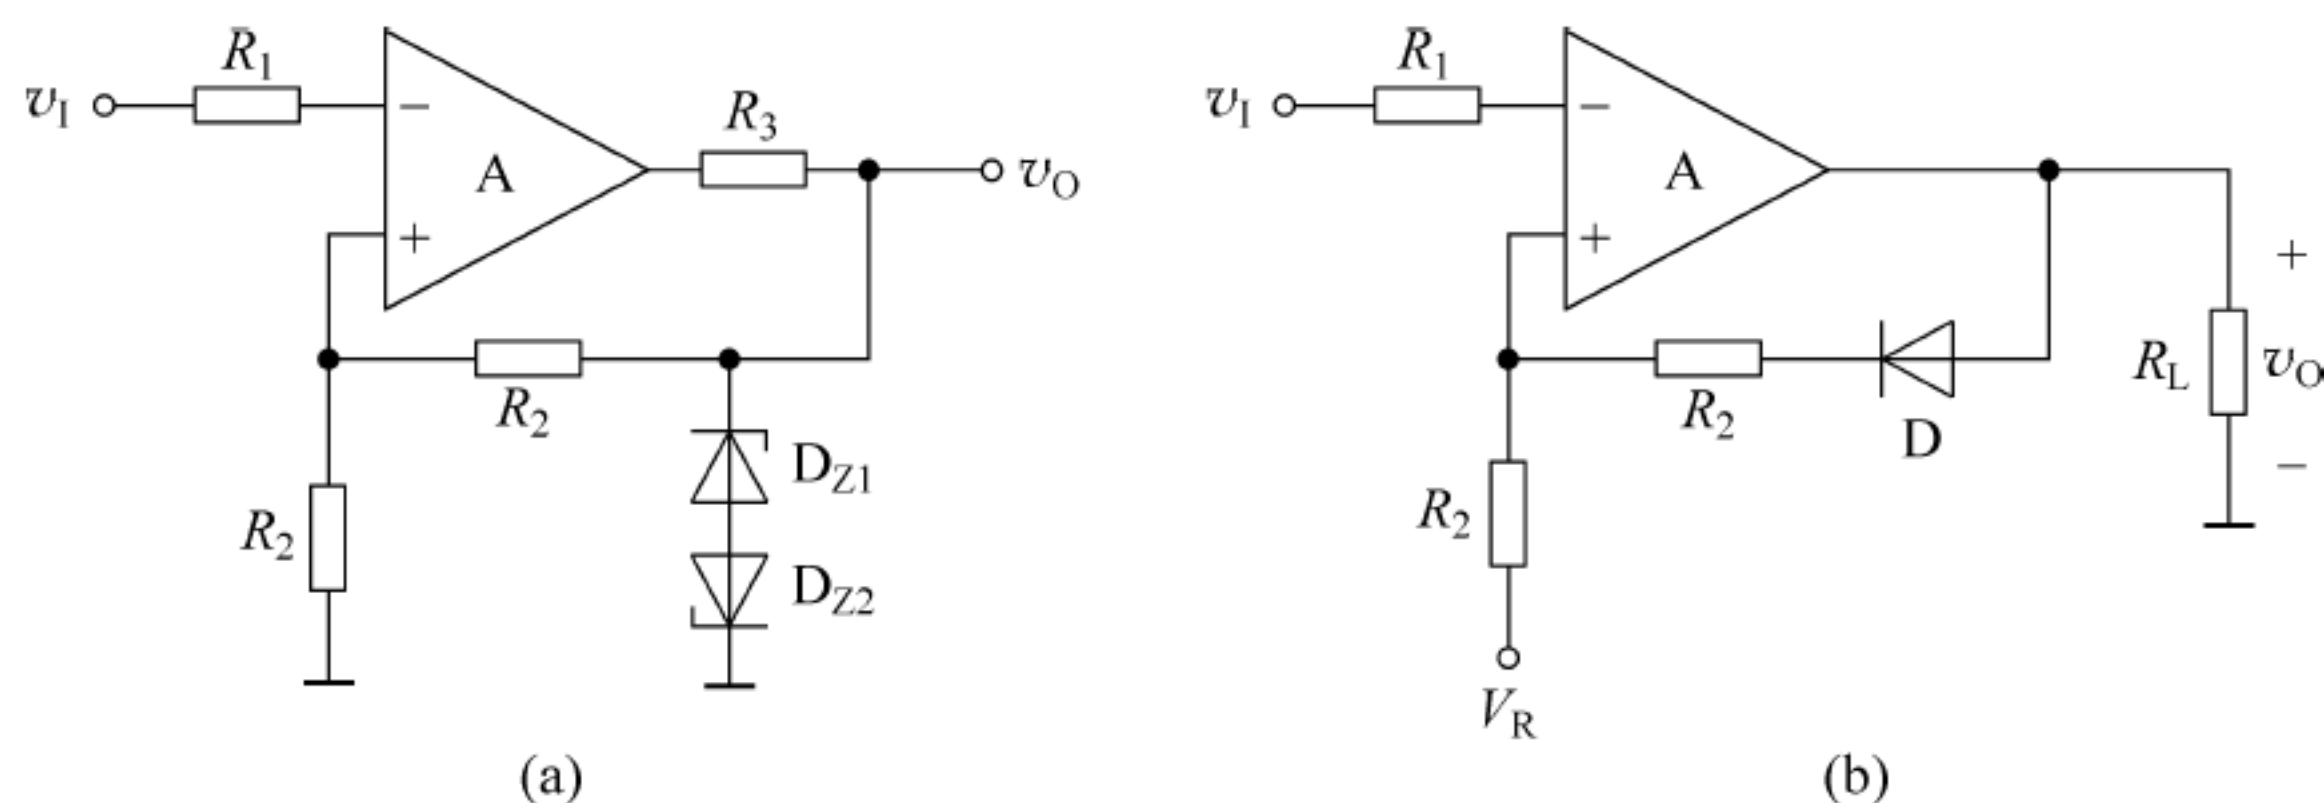 R1
vI
−
A
+
R3
vO
R2
R2
DZ1
DZ2
(a)
R1
vI
−
A
+
R2
D
R2
VR
RL
+
vO
−
(b)